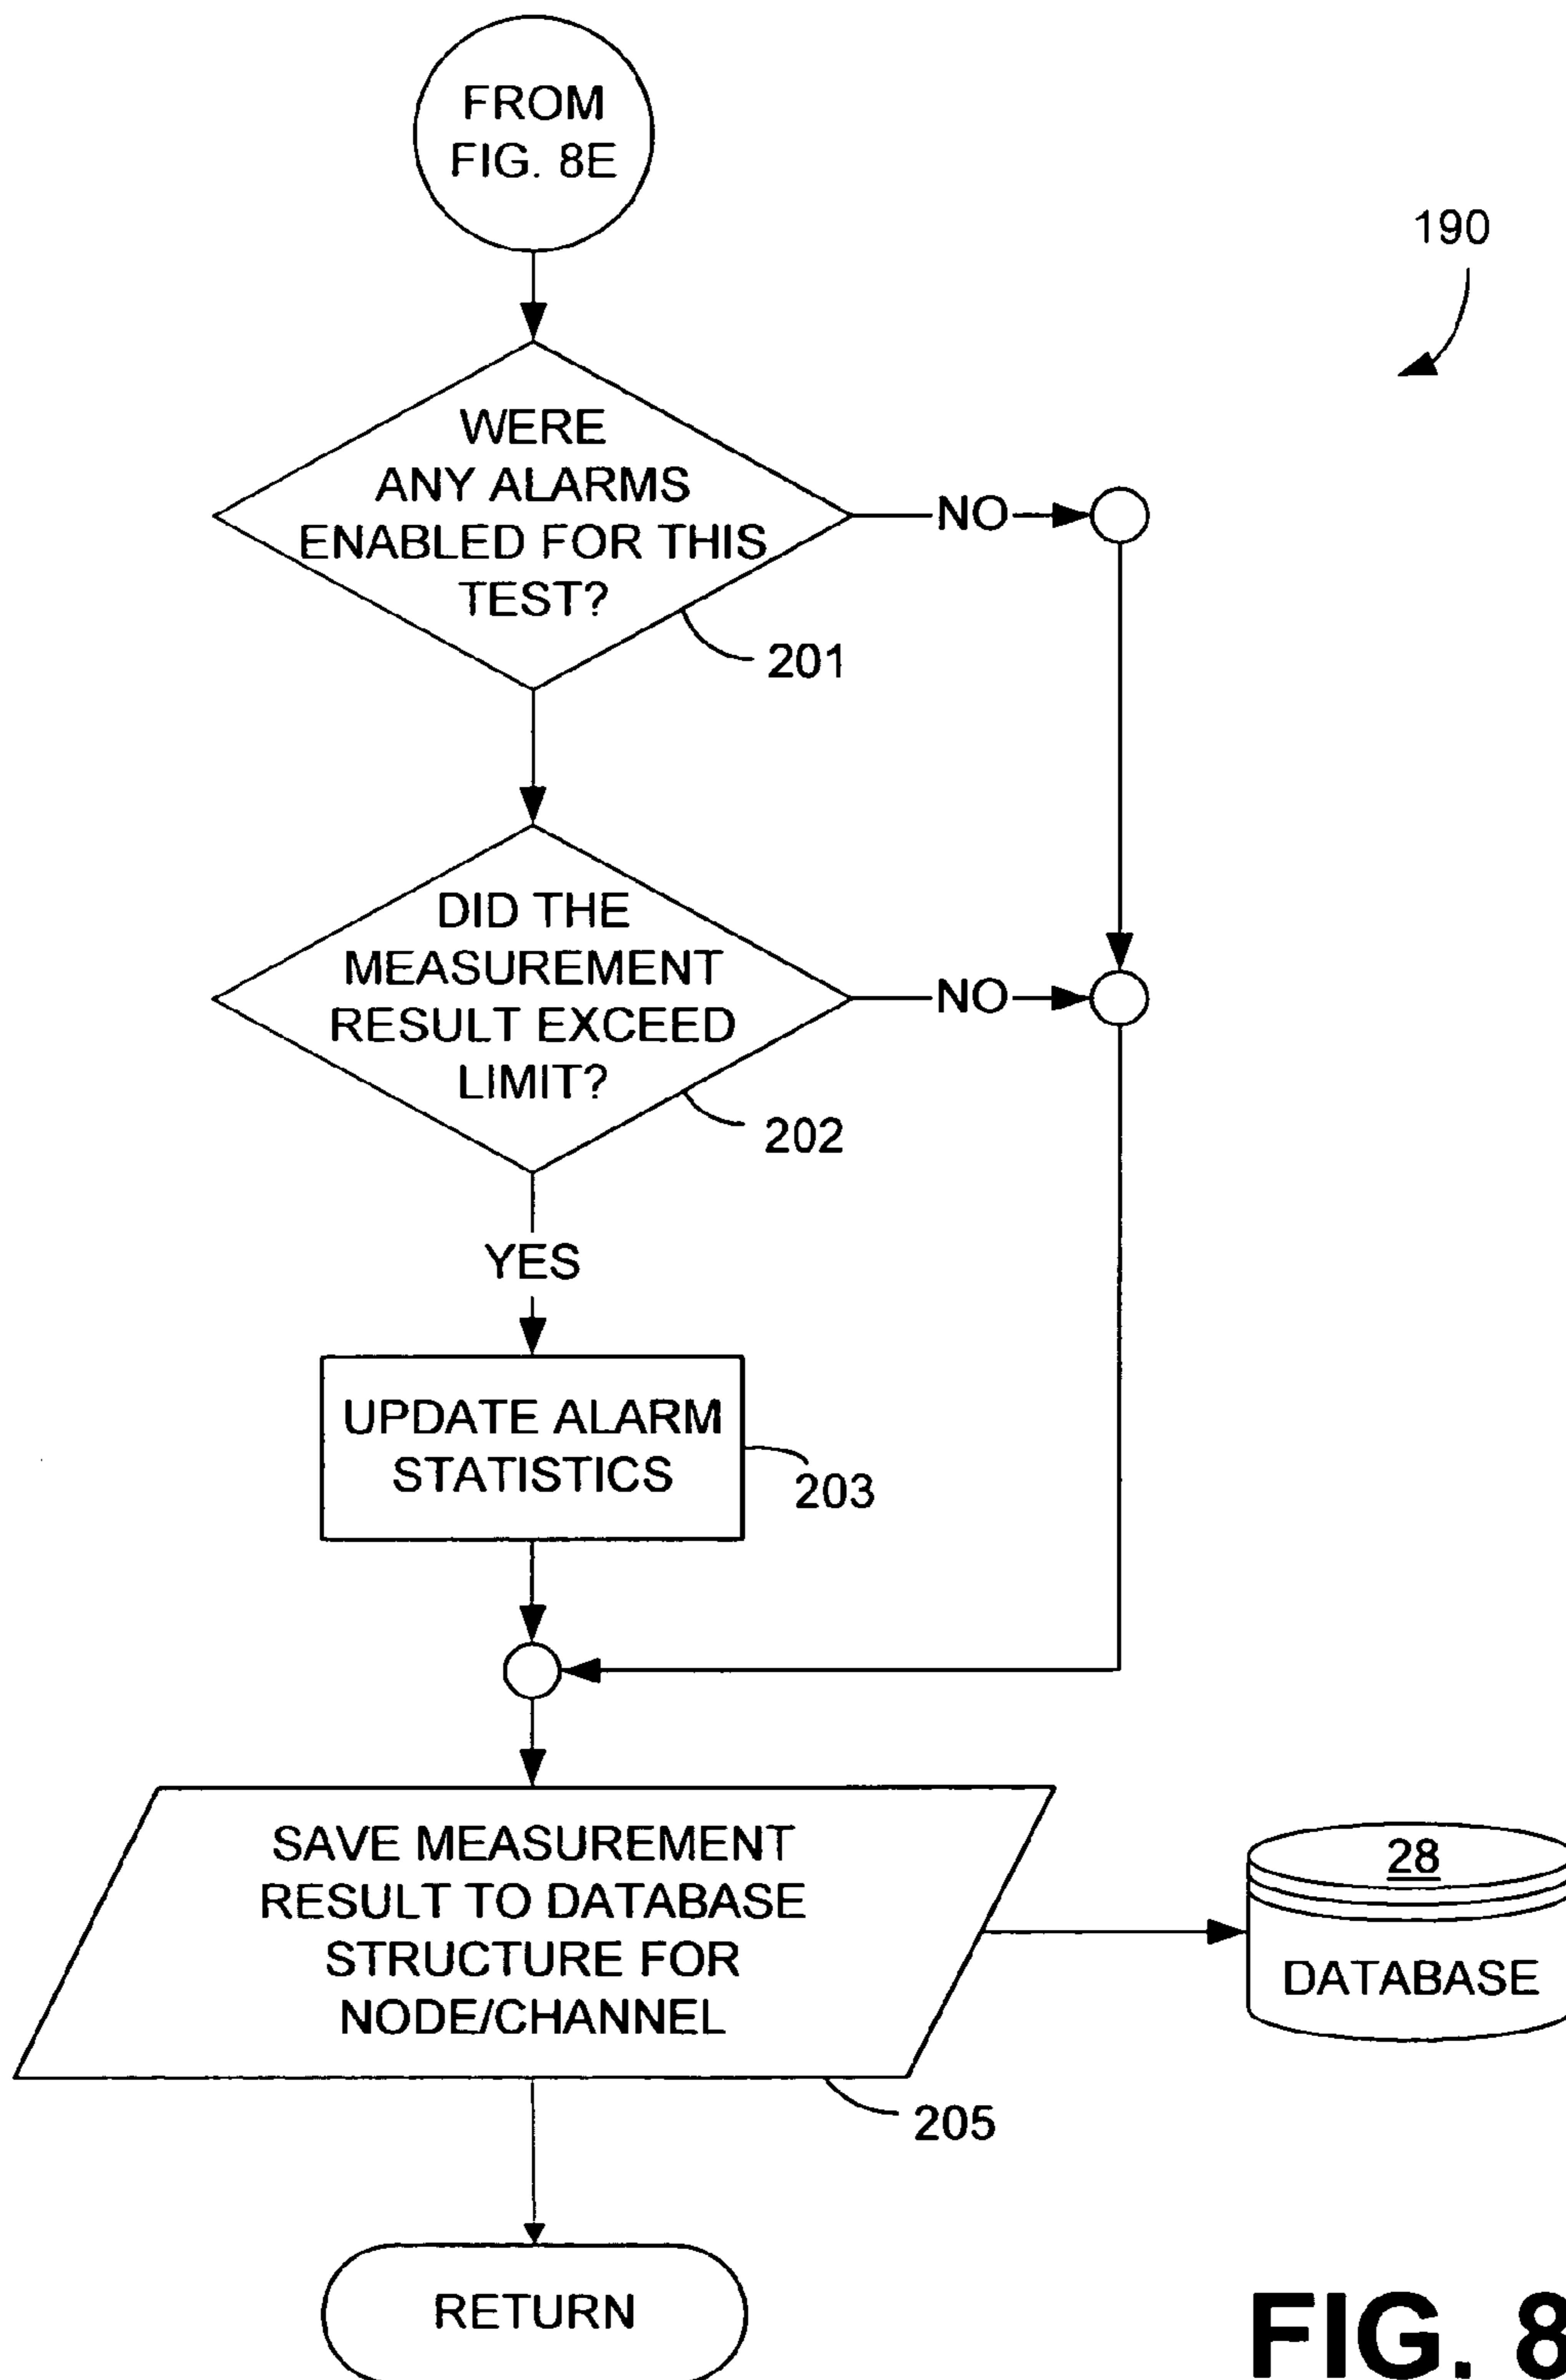 FROM
FIG. 8E
190
WERE
ANY ALARMS
ENABLED FOR THIS
TEST?
NO
201
DID THE
MEASUREMENT
RESULT EXCEED
LIMIT?
NO
202
YES
UPDATE ALARM
STATISTICS
203
SAVE MEASUREMENT
RESULT TO DATABASE
STRUCTURE FOR
NODE/CHANNEL
28
DATABASE
205
RETURN
FIG. 8